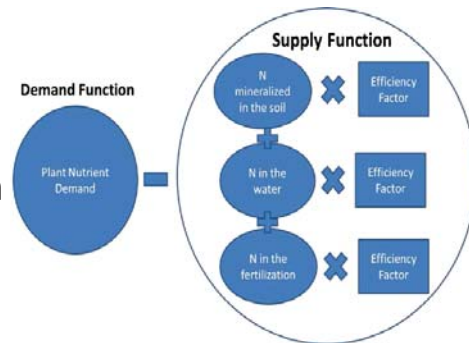 Supply Function
Demand Function
Plant Nutrient
Demand
N
mineralized
in the soil
Efficiency
Factor
N in the
water
Efficiency
Factor
N in the
fertilization
Efficiency
Factor